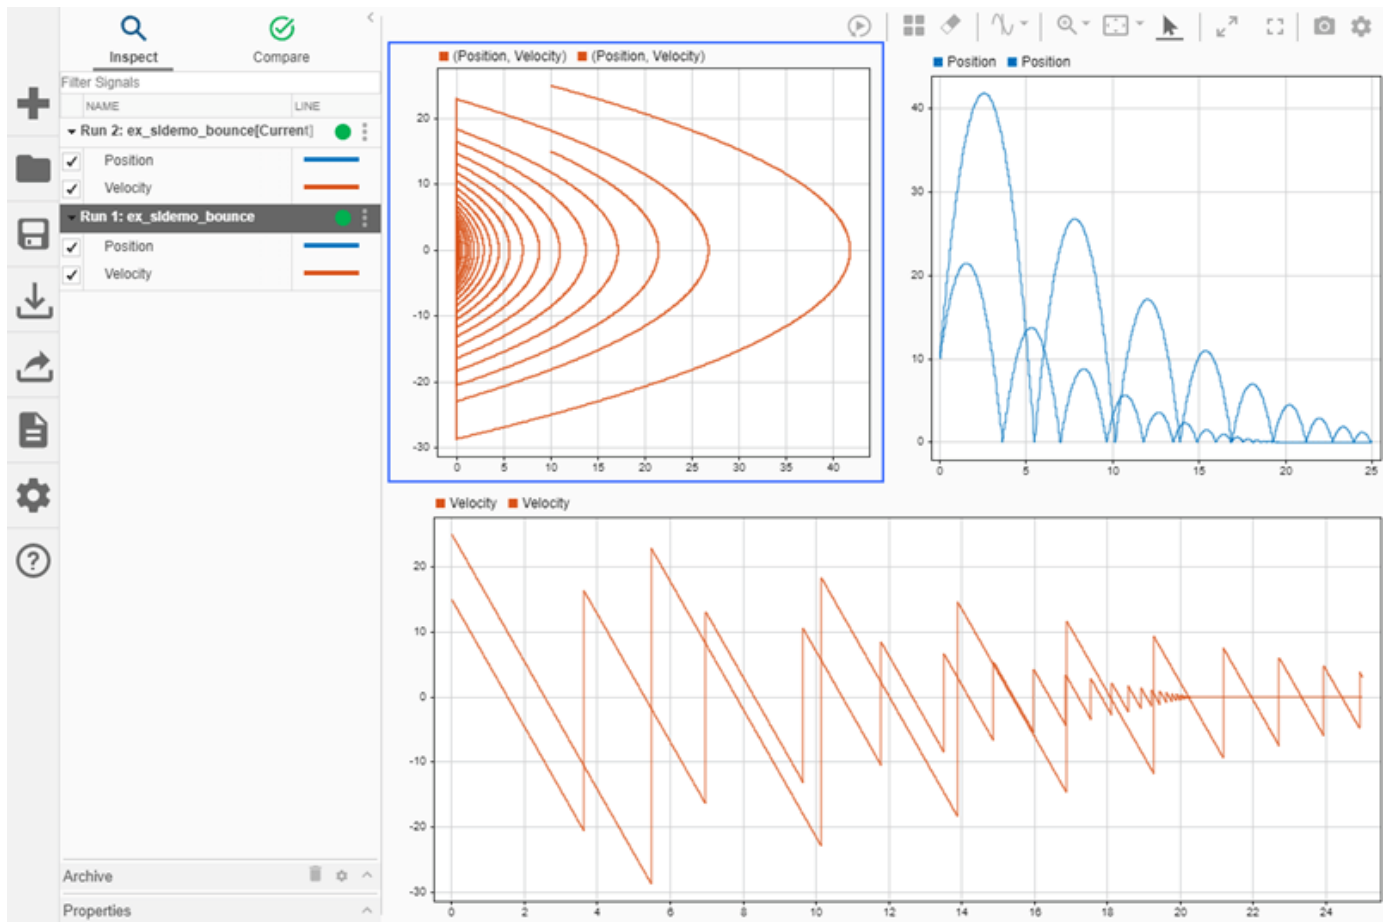 Inspect Compare
Filter Signals
NAME LINE
Run 2: ex_sldemo_bounce[Current]
Position
Velocity
Run 1: ex_sldemo_bounce
Position
Velocity
Archive
Properties
(Position, Velocity) (Position, Velocity)
20
10
0
-10
-20
-30
0 5 10 15 20 25 30 35 40
Position Position
40
30
20
10
0
0 5 10 15 20 25
Velocity Velocity
20
10
0
-10
-20
-30
0 2 4 6 8 10 12 14 16 18 20 22 24